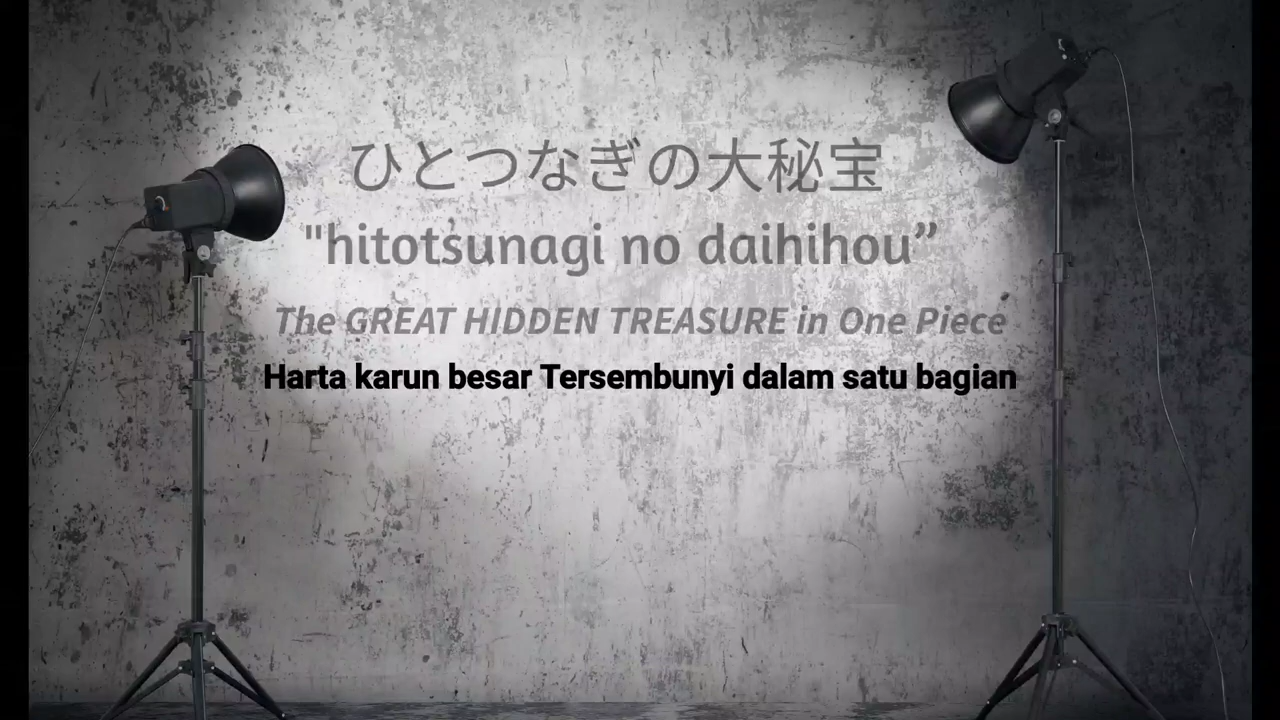 ひとつなぎの大秘宝
"hitotsunagi no daihihou”
The GREAT HIDDEN TREASURE in One Piece
Harta karun besar Tersembunyi dalam satu bagian